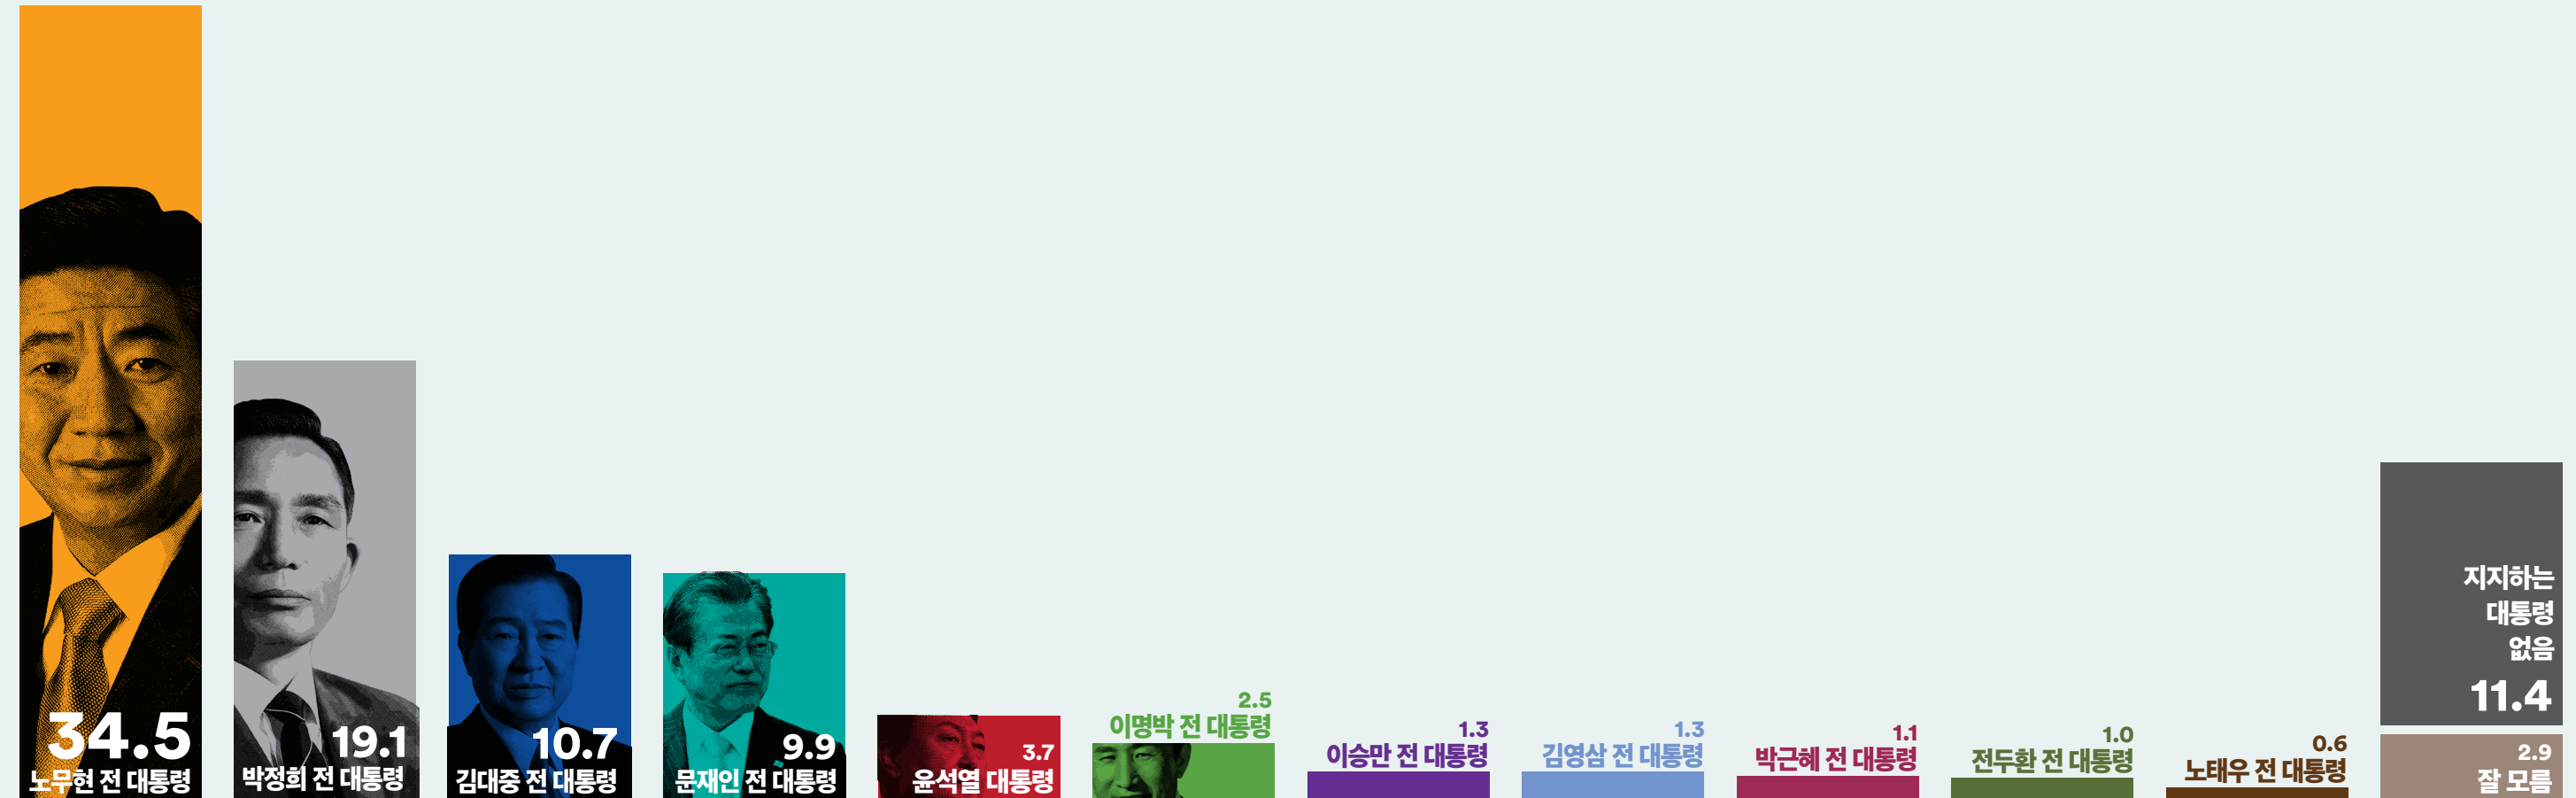 34.5
노무현 전 대통령
19.1
박정희 전 대통령
10.7
김대중 전 대통령
9.9
문재인 전 대통령
3.7
윤석열 대통령
2.5
이명박 전 대통령
1.3
이승만 전 대통령
1.3
김영삼 전 대통령
1.1
박근혜 전 대통령
1.0
전두환 전 대통령
0.6
노태우 전 대통령
지지하는
대통령
없음
11.4
2.9
잘 모름